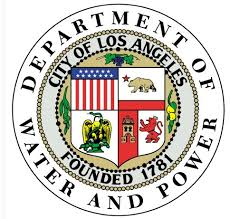 DEPARTMENT OF
WATER AND POWER
CITY OF LOS ANGELES
FOUNDED 1781